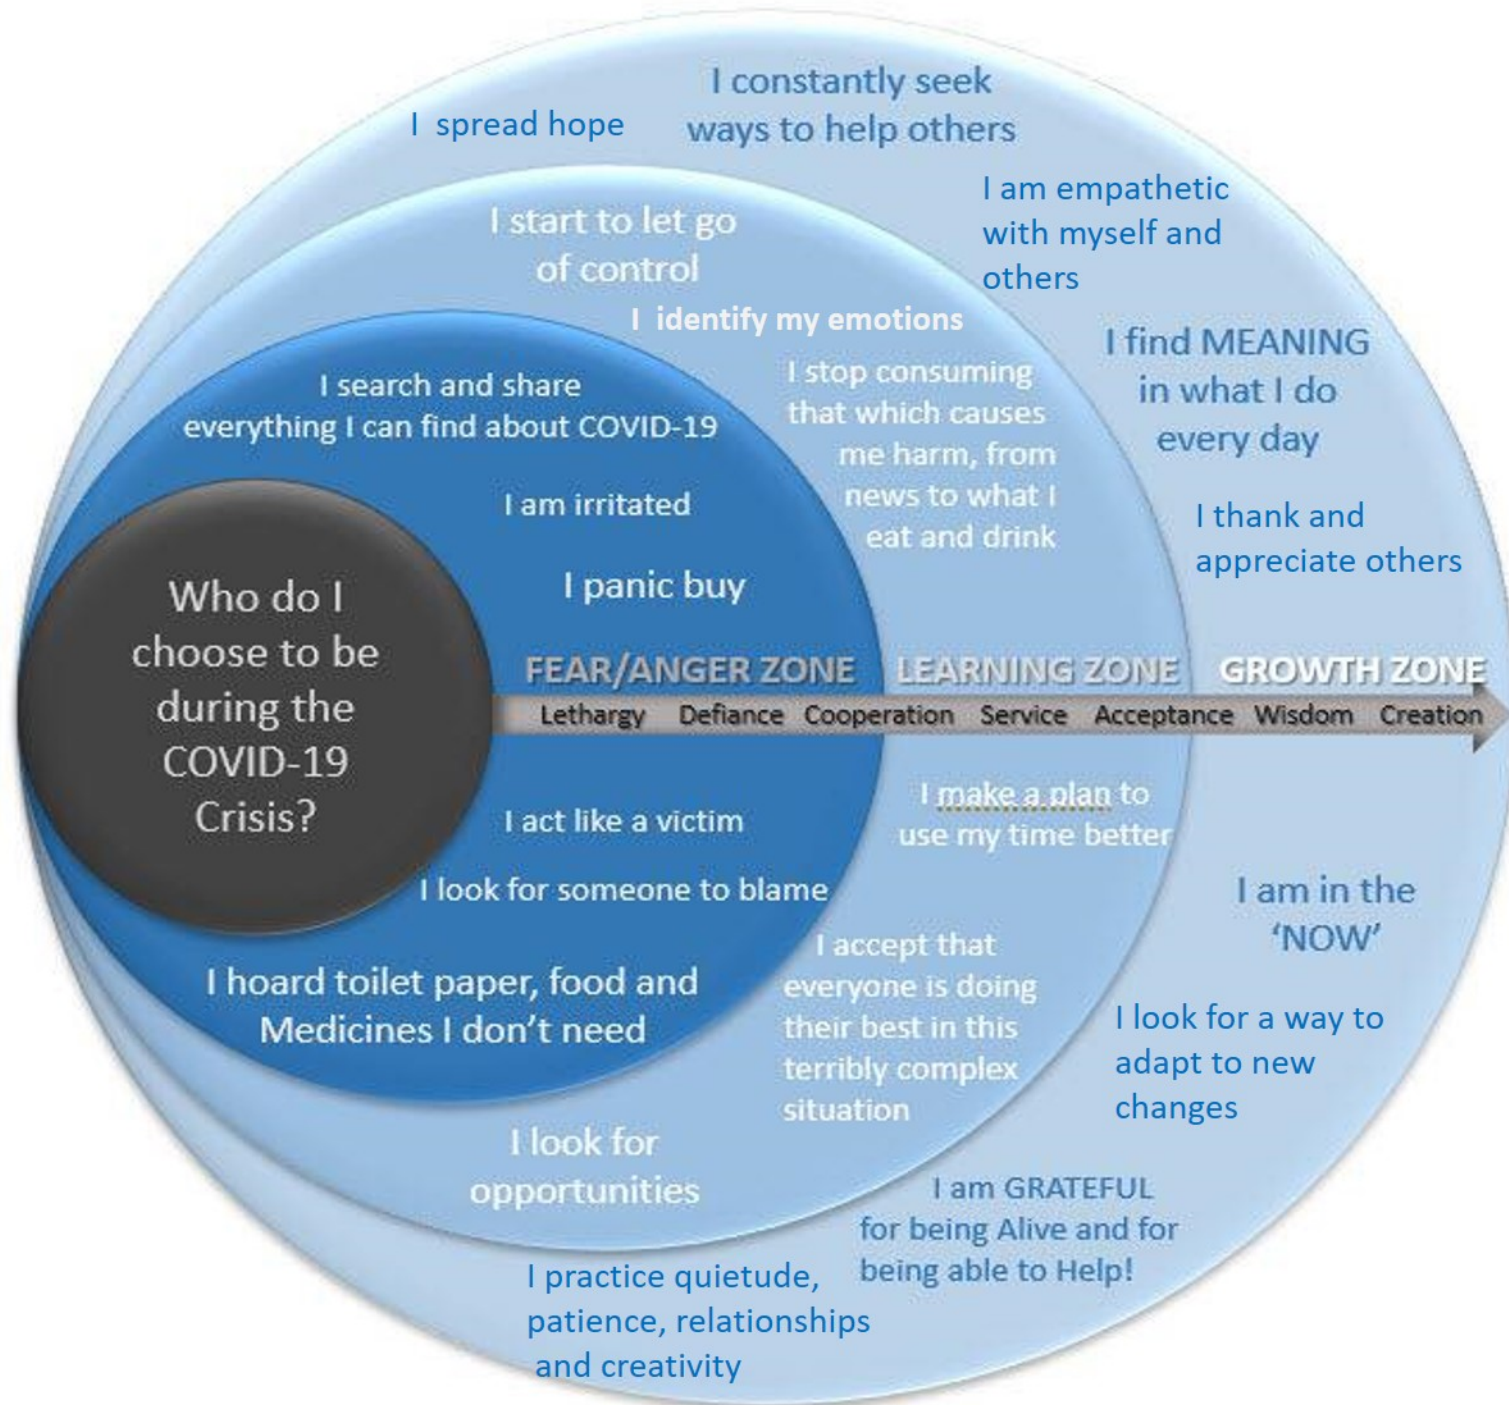 I constantly seek
ways to help others
I spread hope
I am empathetic
with myself and
others
I start to let go
of control
I identify my emotions
I find MEANING
in what I do
every day
I stop consuming
that which causes
me harm, from
news to what I
eat and drink
I search and share
everything I can find about COVID-19
I am irritated
I thank and
appreciate others
I panic buy
Who do I
choose to be
during the
COVID-19
Crisis?
FEAR/ANGER ZONE LEARNING ZONE GROWTH ZONE
Lethargy Defiance Cooperation Service Acceptance Wisdom Creation
I make a plan to
use my time better
I act like a victim
I look for someone to blame
I am in the
‘NOW’
I accept that
everyone is doing
their best in this
terribly complex
situation
I hoard toilet paper, food and
Medicines I don’t need
I look for a way to
adapt to new
changes
I look for
opportunities
I am GRATEFUL
for being Alive and for
being able to Help!
I practice quietude,
patience, relationships
and creativity